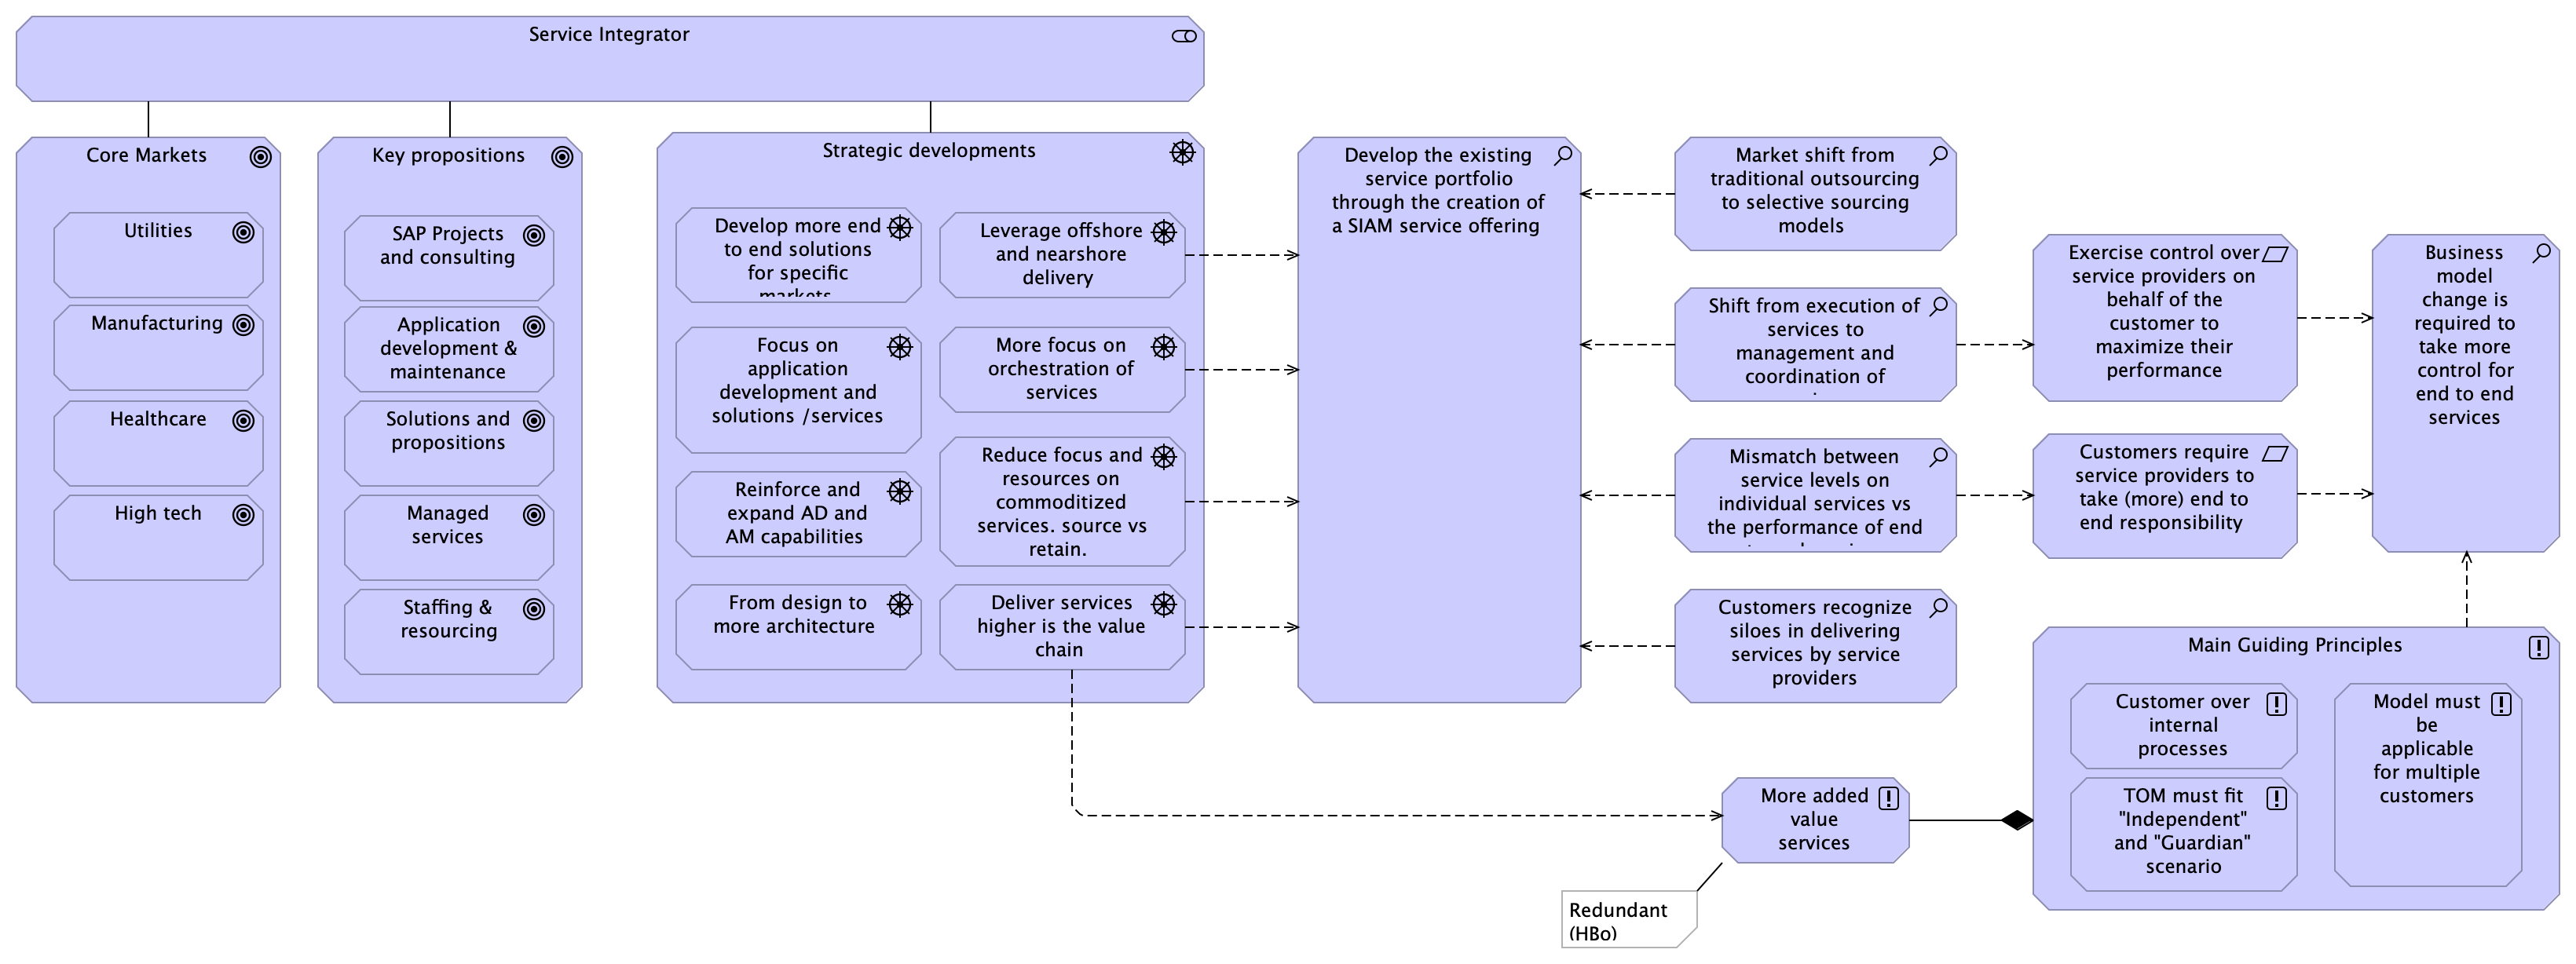 Service Integrator
Core Markets
Utilities
Manufacturing
Healthcare
High tech
Key propositions
SAP Projects
and consulting
Application
development &
maintenance
Solutions and
propositions
Managed
services
Staffing &
resourcing
Strategic developments
Develop more end
to end solutions
for specific
markets
Leverage offshore
and nearshore
delivery
Focus on
application
development and
solutions /services
More focus on
orchestration of
services
Reinforce and
expand AD and
AM capabilities
Reduce focus and
resources on
commoditized
services. source vs
retain.
From design to
more architecture
Deliver services
higher is the value
chain
Develop the existing
service portfolio
through the creation of
a SIAM service offering
Market shift from
traditional outsourcing
to selective sourcing
models
Shift from execution of
services to
management and
coordination of
Mismatch between
service levels on
individual services vs
the performance of end
Customers recognize
siloes in delivering
services by service
providers
Exercise control over
service providers on
behalf of the
customer to
maximize their
performance
Customers require
service providers to
take (more) end to
end responsibility
Business
model
change is
required to
take more
control for
end to end
services
Main Guiding Principles
Customer over
internal
processes
TOM must fit
"Independent"
and "Guardian"
scenario
Model must
be
applicable
for multiple
customers
More added
value
services
Redundant
(HBo)